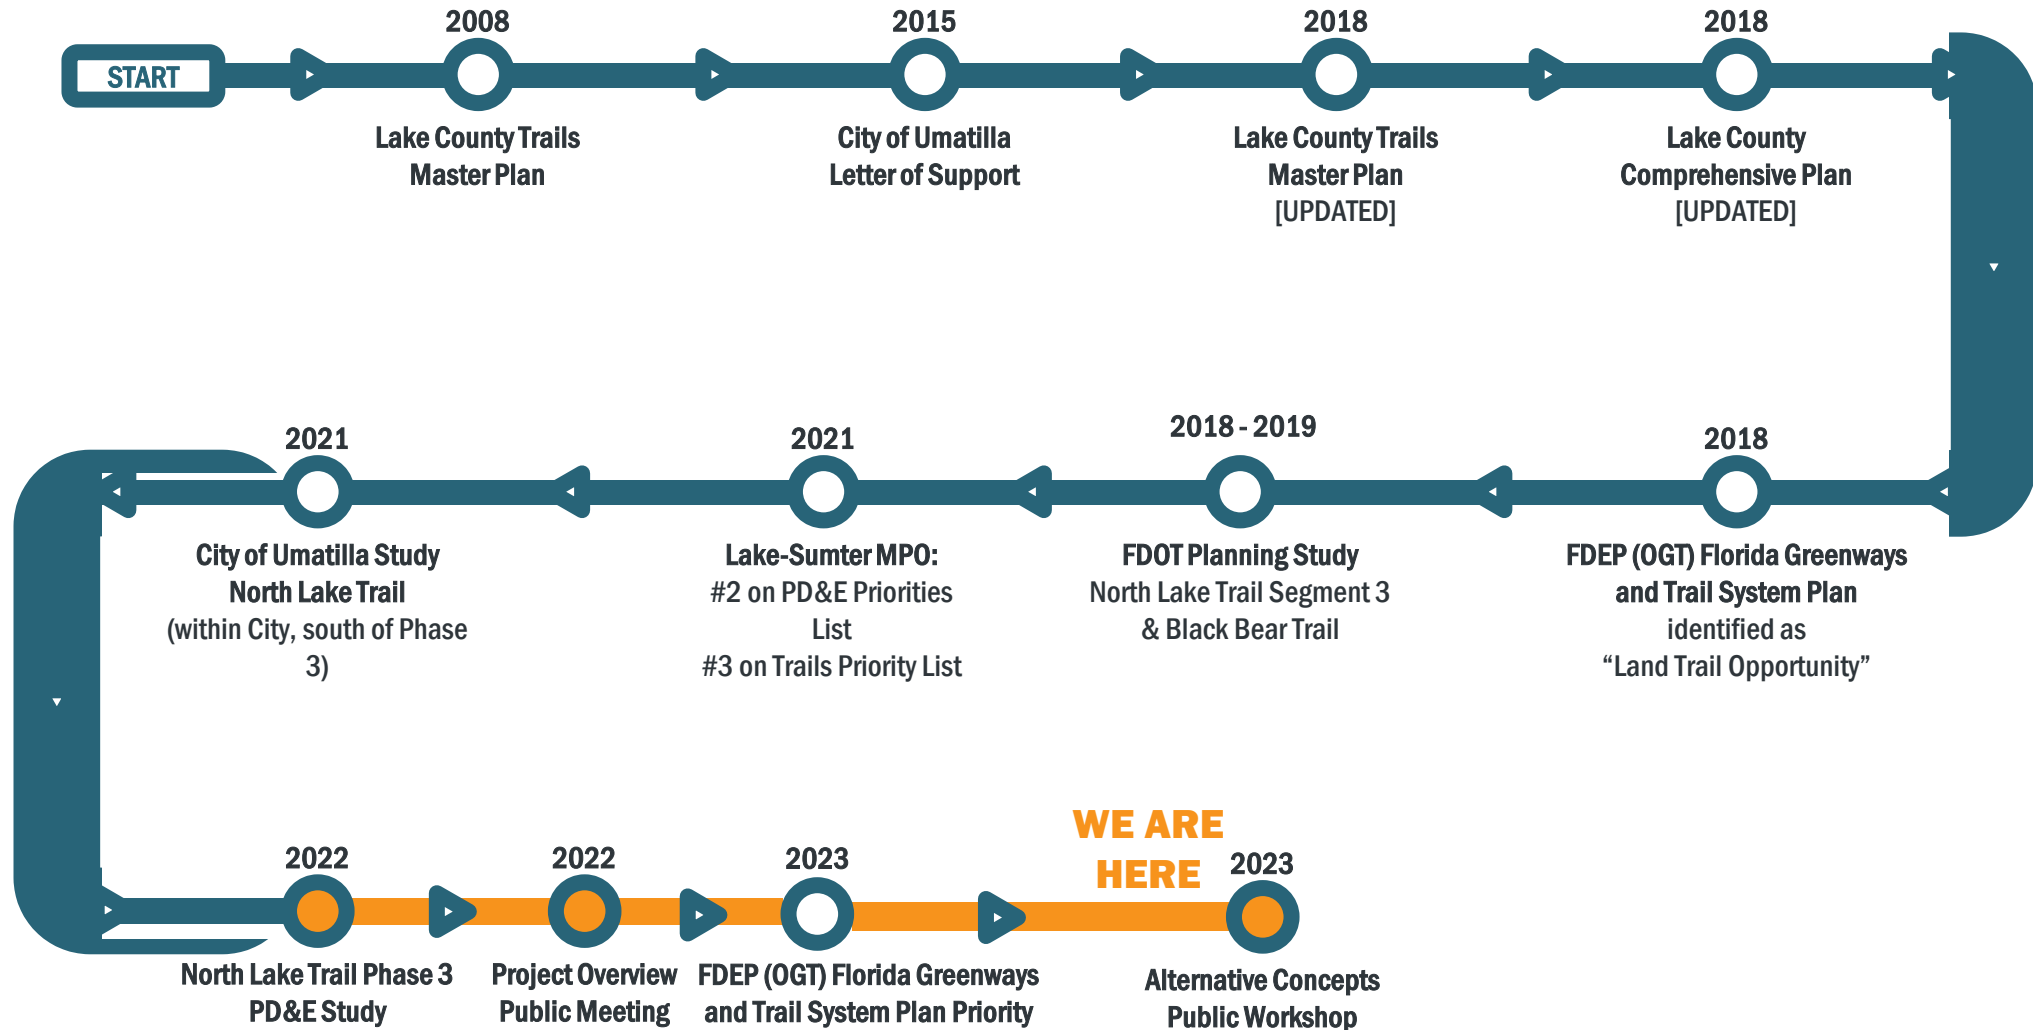 START
2008
Lake County Trails
Master Plan
2015
City of Umatilla
Letter of Support
2018
Lake County Trails
Master Plan
[UPDATED]
2018
Lake County
Comprehensive Plan
[UPDATED]
2018
FDEP (OGT) Florida Greenways
and Trail System Plan
identified as
“Land Trail Opportunity”
2018 - 2019
FDOT Planning Study
North Lake Trail Segment 3
& Black Bear Trail
2021
Lake-Sumter MPO:
#2 on PD&E Priorities
List
#3 on Trails Priority List
2021
City of Umatilla Study
North Lake Trail
(within City, south of Phase
3)
2022
North Lake Trail Phase 3
PD&E Study
2022
Project Overview
Public Meeting
2023
FDEP (OGT) Florida Greenways
and Trail System Plan Priority
WE ARE
HERE
2023
Alternative Concepts
Public Workshop